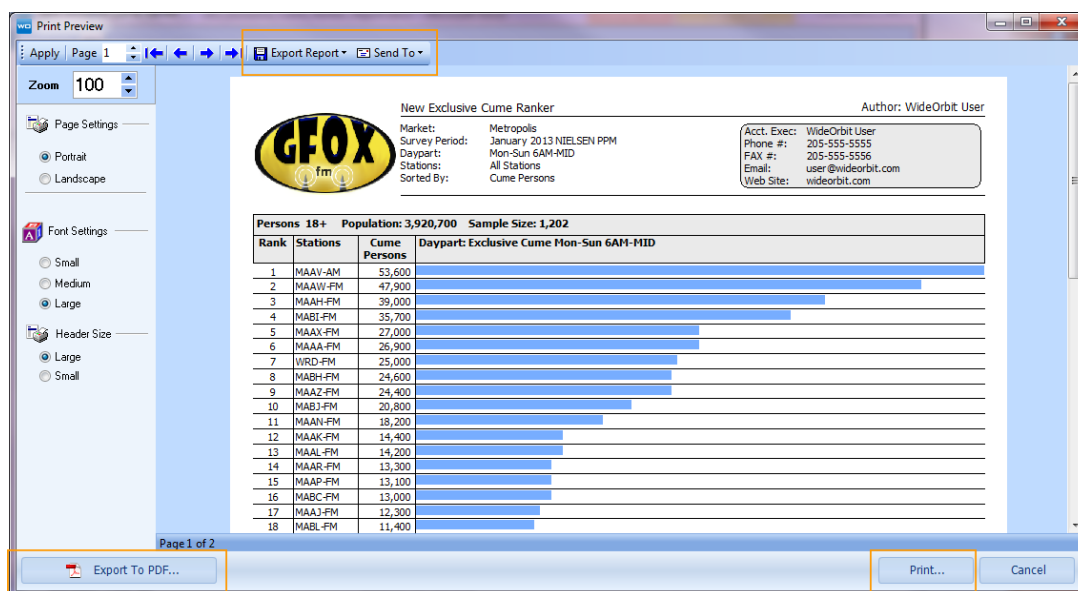 WO Print Preview
Apply Page 1 Export Report Send To
Zoom 100
Page Settings
Portrait
Landscape
Font Settings
Small
Medium
Large
Header Size
Large
Small
GFOX
fm
New Exclusive Cume Ranker
Author: WideOrbit User
Market: Metropolis
Survey Period: January 2013 NIELSEN PPM
Daypart: Mon-Sun 6AM-MID
Stations: All Stations
Sorted By: Cume Persons
Acct. Exec: WideOrbit User
Phone #: 205-555-5555
FAX #: 205-555-5556
Email: user@wideorbit.com
Web Site: wideorbit.com
Persons 18+ Population: 3,920,700 Sample Size: 1,202
Rank Stations Cume Persons Daypart: Exclusive Cume Mon-Sun 6AM-MID
1 MAAV-AM 53,600
2 MAAW-FM 47,900
3 MAAH-FM 39,000
4 MABI-FM 35,700
5 MAAX-FM 27,000
6 MAAA-FM 26,900
7 WRD-FM 25,000
8 MABH-FM 24,600
9 MAAZ-FM 24,400
10 MABJ-FM 20,800
11 MAAN-FM 18,200
12 MAAK-FM 14,400
13 MAAL-FM 14,200
14 MAAR-FM 13,300
15 MAAP-FM 13,100
16 MABC-FM 13,000
17 MAAJ-FM 12,300
18 MABL-FM 11,400
Page 1 of 2
Export To PDF...
Print...
Cancel